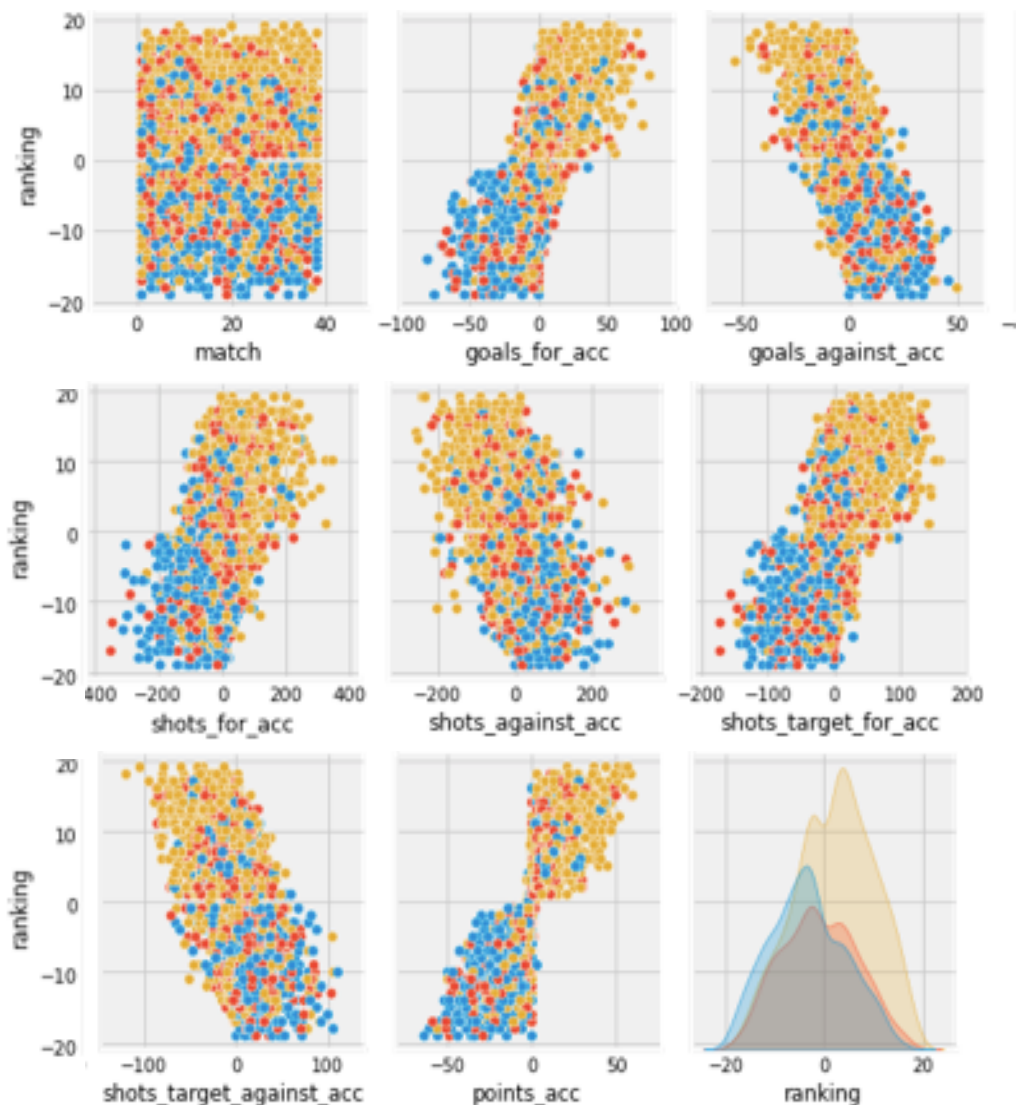 20
10
0
−10
−20
ranking
0 20 40
match
−100 −50 0 50 100
goals_for_acc
−50 0 50
goals_against_acc
20
10
0
−10
−20
ranking
400 −200 0 200 400
shots_for_acc
−200 0 200
shots_against_acc
−200 −100 0 100 200
shots_target_for_acc
20
10
0
−10
−20
ranking
−100 0 100
shots_target_against_acc
−50 0 50
points_acc
−20 0 20
ranking